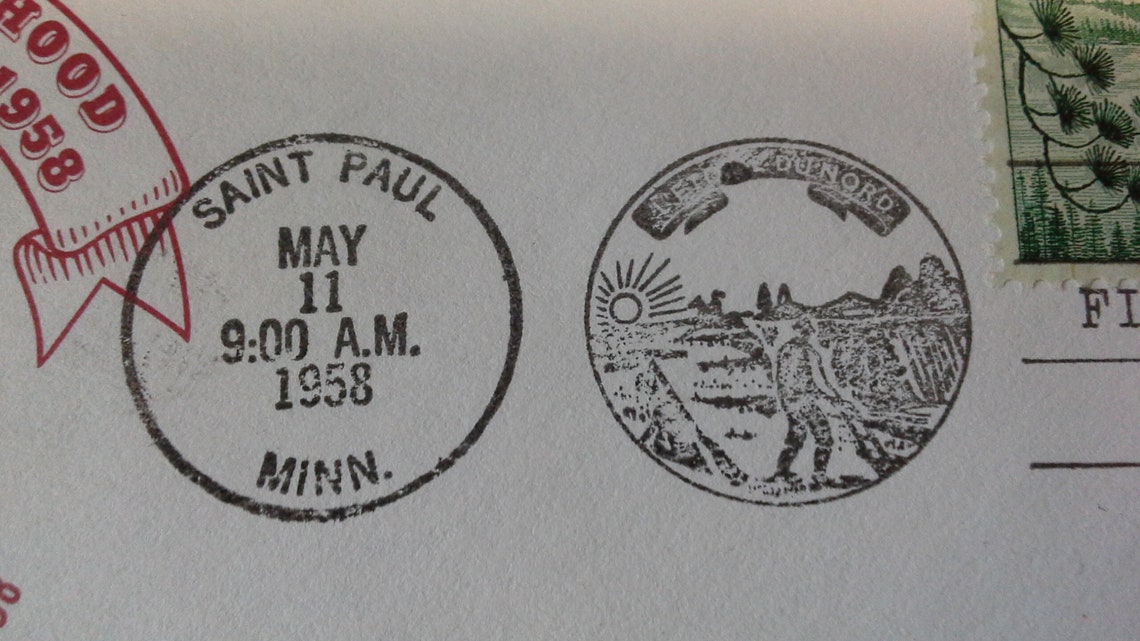 HOOD
1958
SAINT PAUL
MAY
11
9:00 A.M.
1958
MINN.
DUNORD
FI